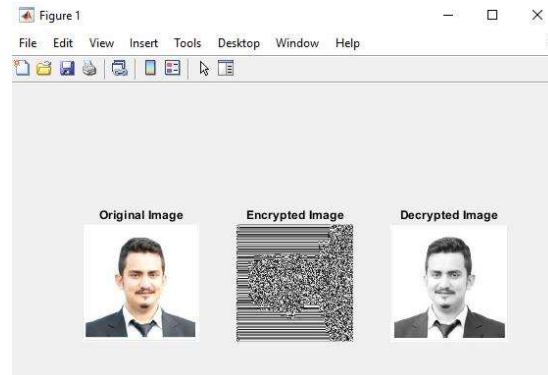 Figure 1
File Edit View Insert Tools Desktop Window Help
Original Image Encrypted Image Decrypted Image